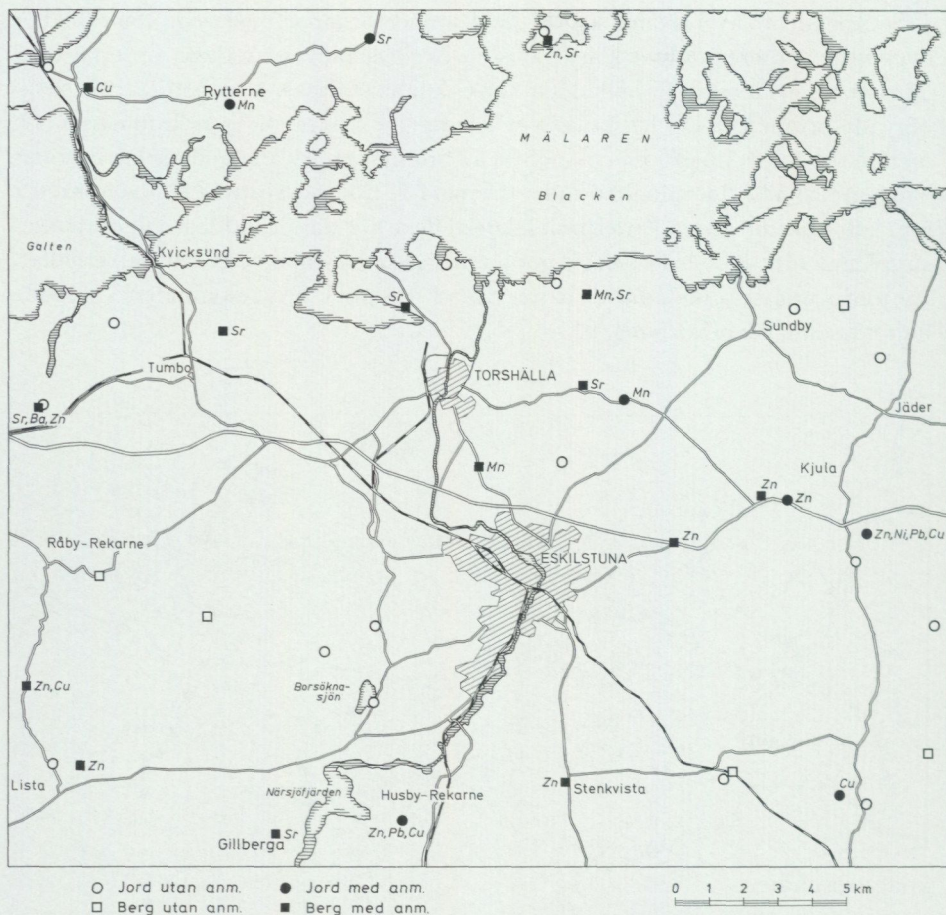 Sr
Zn, Sr
Cu
Rytterne
Mn
MÄLAREN
Blacken
Galten
Kvicksund
Sr
Mn, Sr
Sr
Sundby
Tumbo
TORSHÄLLA
Sr
Mn
Sr, Ba, Zn
Jäder
Mn
Kjula
Zn
Zn
Råby-Rekarne
ESKILSTUNA
Zn
Zn, Ni, Pb, Cu
Zn, Cu
Borsökna-
sjön
Zn
Lista
Närsjöfjärden
Husby-Rekarne
Zn
Stenkvista
Cu
Gillberga
Sr
Zn, Pb, Cu
Jord utan anm.
Jord med anm.
0 1 2 3 4 5 km
Berg utan anm.
Berg med anm.